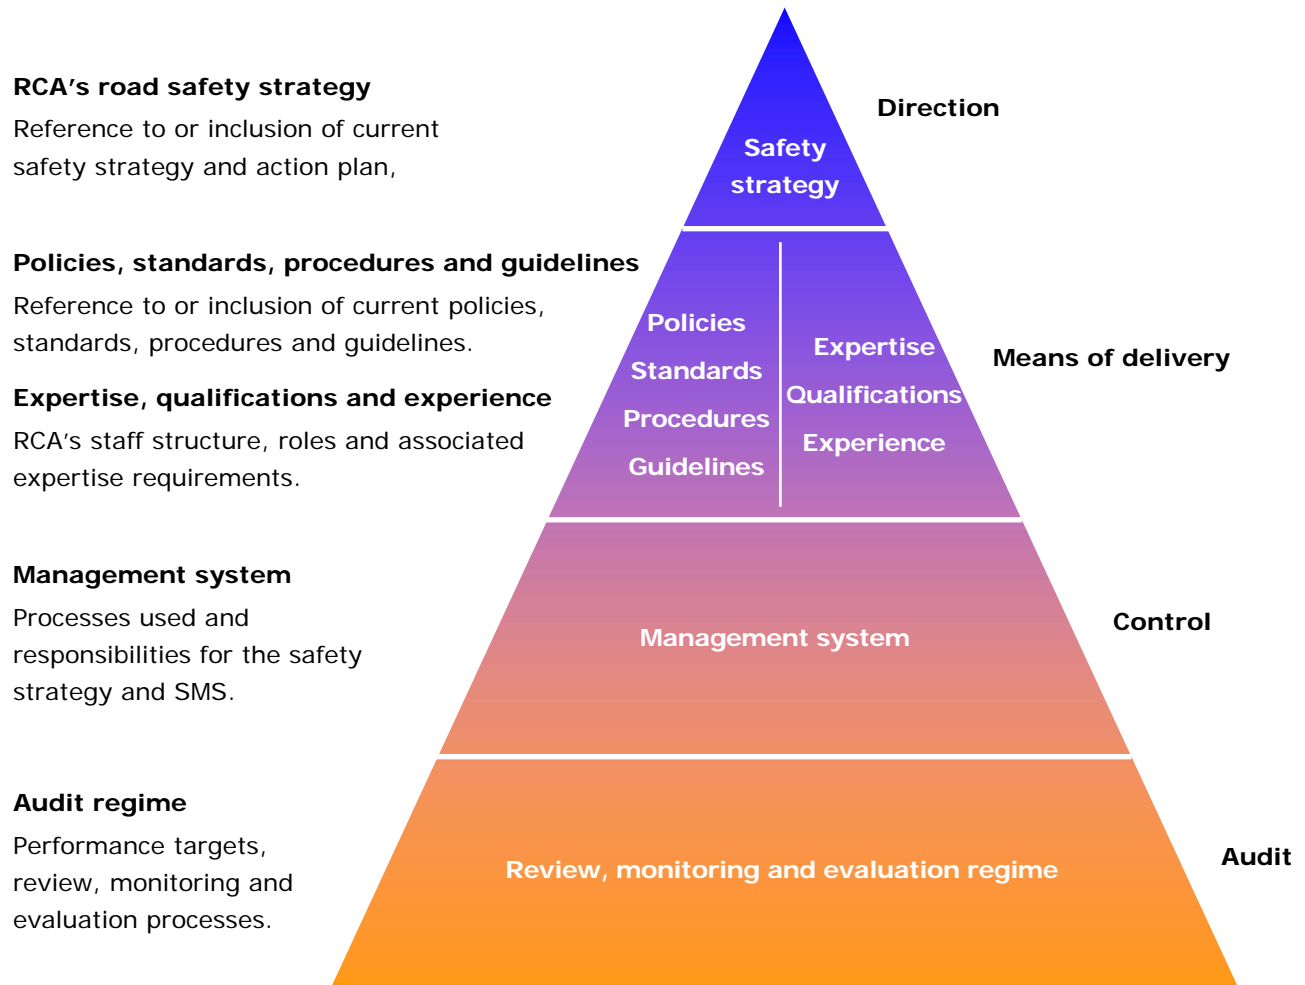 RCA's road safety strategy
Reference to or inclusion of current
safety strategy and action plan,
Policies, standards, procedures and guidelines
Reference to or inclusion of current policies,
standards, procedures and guidelines.
Expertise, qualifications and experience
RCA's staff structure, roles and associated
expertise requirements.
Management system
Processes used and
responsibilities for the safety
strategy and SMS.
Audit regime
Performance targets,
review, monitoring and
evaluation processes.
Safety
strategy
Policies
Standards
Procedures
Guidelines
Expertise
Qualifications
Experience
Management system
Review, monitoring and evaluation regime
Direction
Means of delivery
Control
Audit